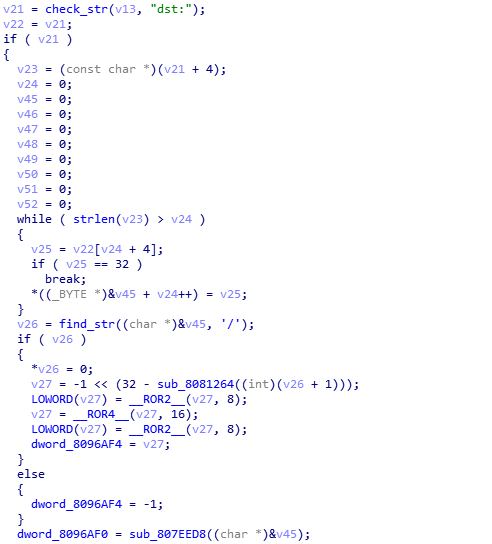 v21 = check_str(v13, "dst:");
v22 = v21;
if ( v21 )
{
  v23 = (const char *)(v21 + 4);
  v24 = 0;
  v45 = 0;
  v46 = 0;
  v47 = 0;
  v48 = 0;
  v49 = 0;
  v50 = 0;
  v51 = 0;
  v52 = 0;
  while ( strlen(v23) > v24 )
  {
    v25 = v22[v24 + 4];
    if ( v25 == 32 )
      break;
    *((_BYTE *)&v45 + v24++) = v25;
  }
  v26 = find_str((char *)&v45, '/');
  if ( v26 )
  {
    *v26 = 0;
    v27 = -1 << (32 - sub_8081264((int)(v26 + 1)));
    LOWORD(v27) = __ROR2__(v27, 8);
    v27 = __ROR4__(v27, 16);
    LOWORD(v27) = __ROR2__(v27, 8);
    dword_8096AF4 = v27;
  }
  else
  {
    dword_8096AF4 = -1;
  }
  dword_8096AF0 = sub_807EED8((char *)&v45);